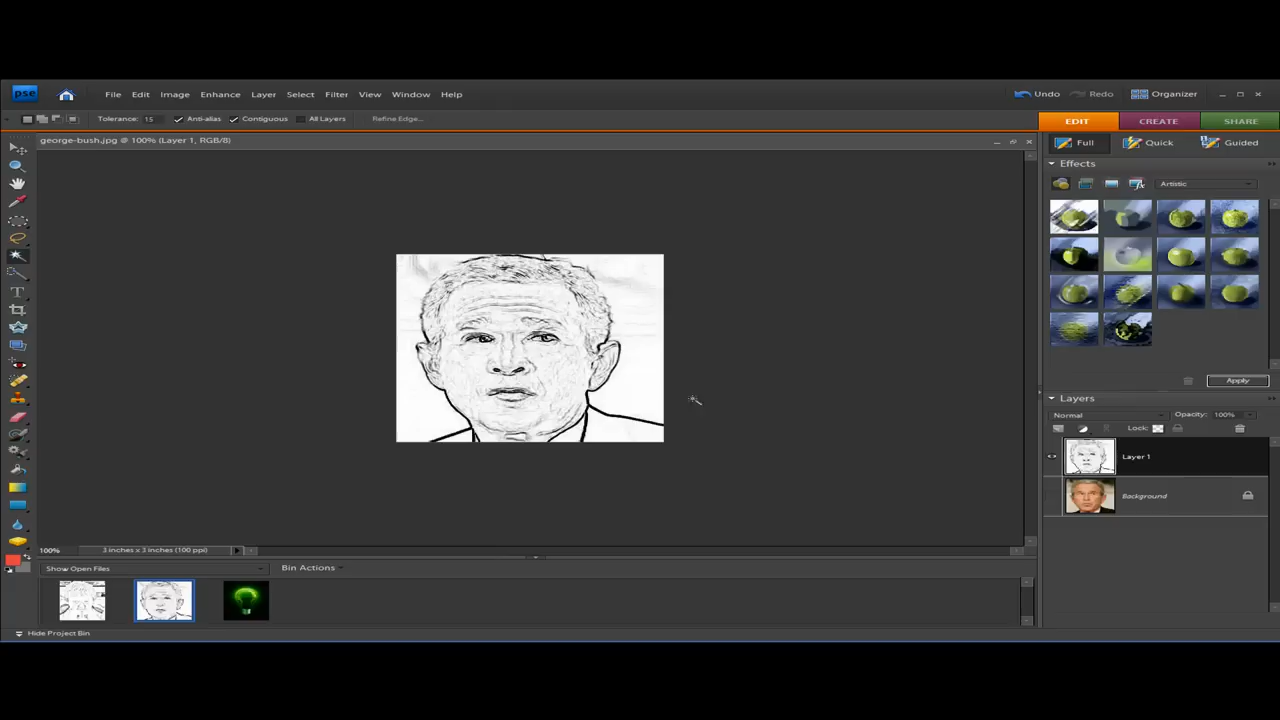 pse File Edit Image Enhance Layer Select Filter View Window Help Undo Redo Organizer
Tolerance: 15 Anti-alias Contiguous All Layers Refine Edge... EDIT CREATE SHARE
george-bush.jpg @ 100% (Layer 1, RGB/8) Full Quick Guided
Effects
Artistic
Apply
Layers
Normal Opacity: 100%
Lock:
Layer 1
Background
100% 3 inches x 3 inches (100 ppi)
Show Open Files Bin Actions
Hide Project Bin